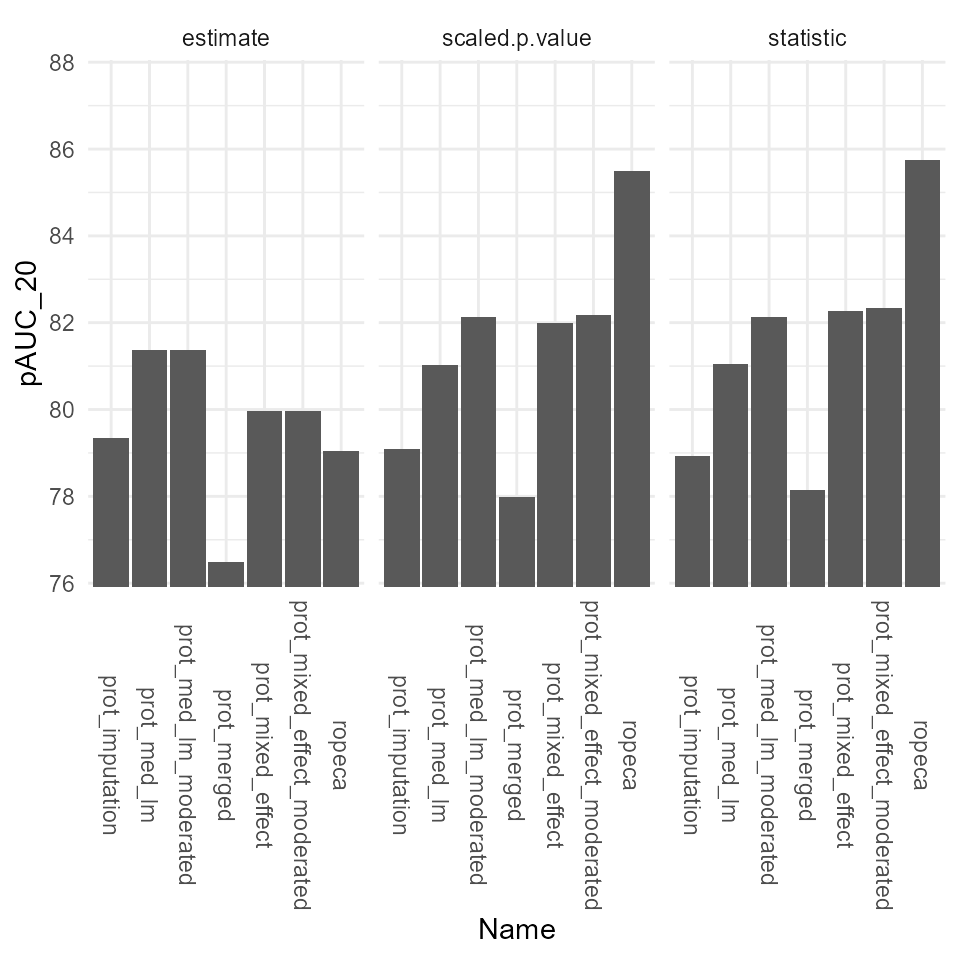 estimate
scaled.p.value
statistic
pAUC_20
88
86
84
82
80
78
76
prot_imputation
prot_med_lm
prot_med_lm_moderated
prot_merged
prot_mixed_effect
prot_mixed_effect_moderated
ropeca
prot_imputation
prot_med_lm
prot_med_lm_moderated
prot_merged
prot_mixed_effect
prot_mixed_effect_moderated
ropeca
prot_imputation
prot_med_lm
prot_med_lm_moderated
prot_merged
prot_mixed_effect
prot_mixed_effect_moderated
ropeca
Name